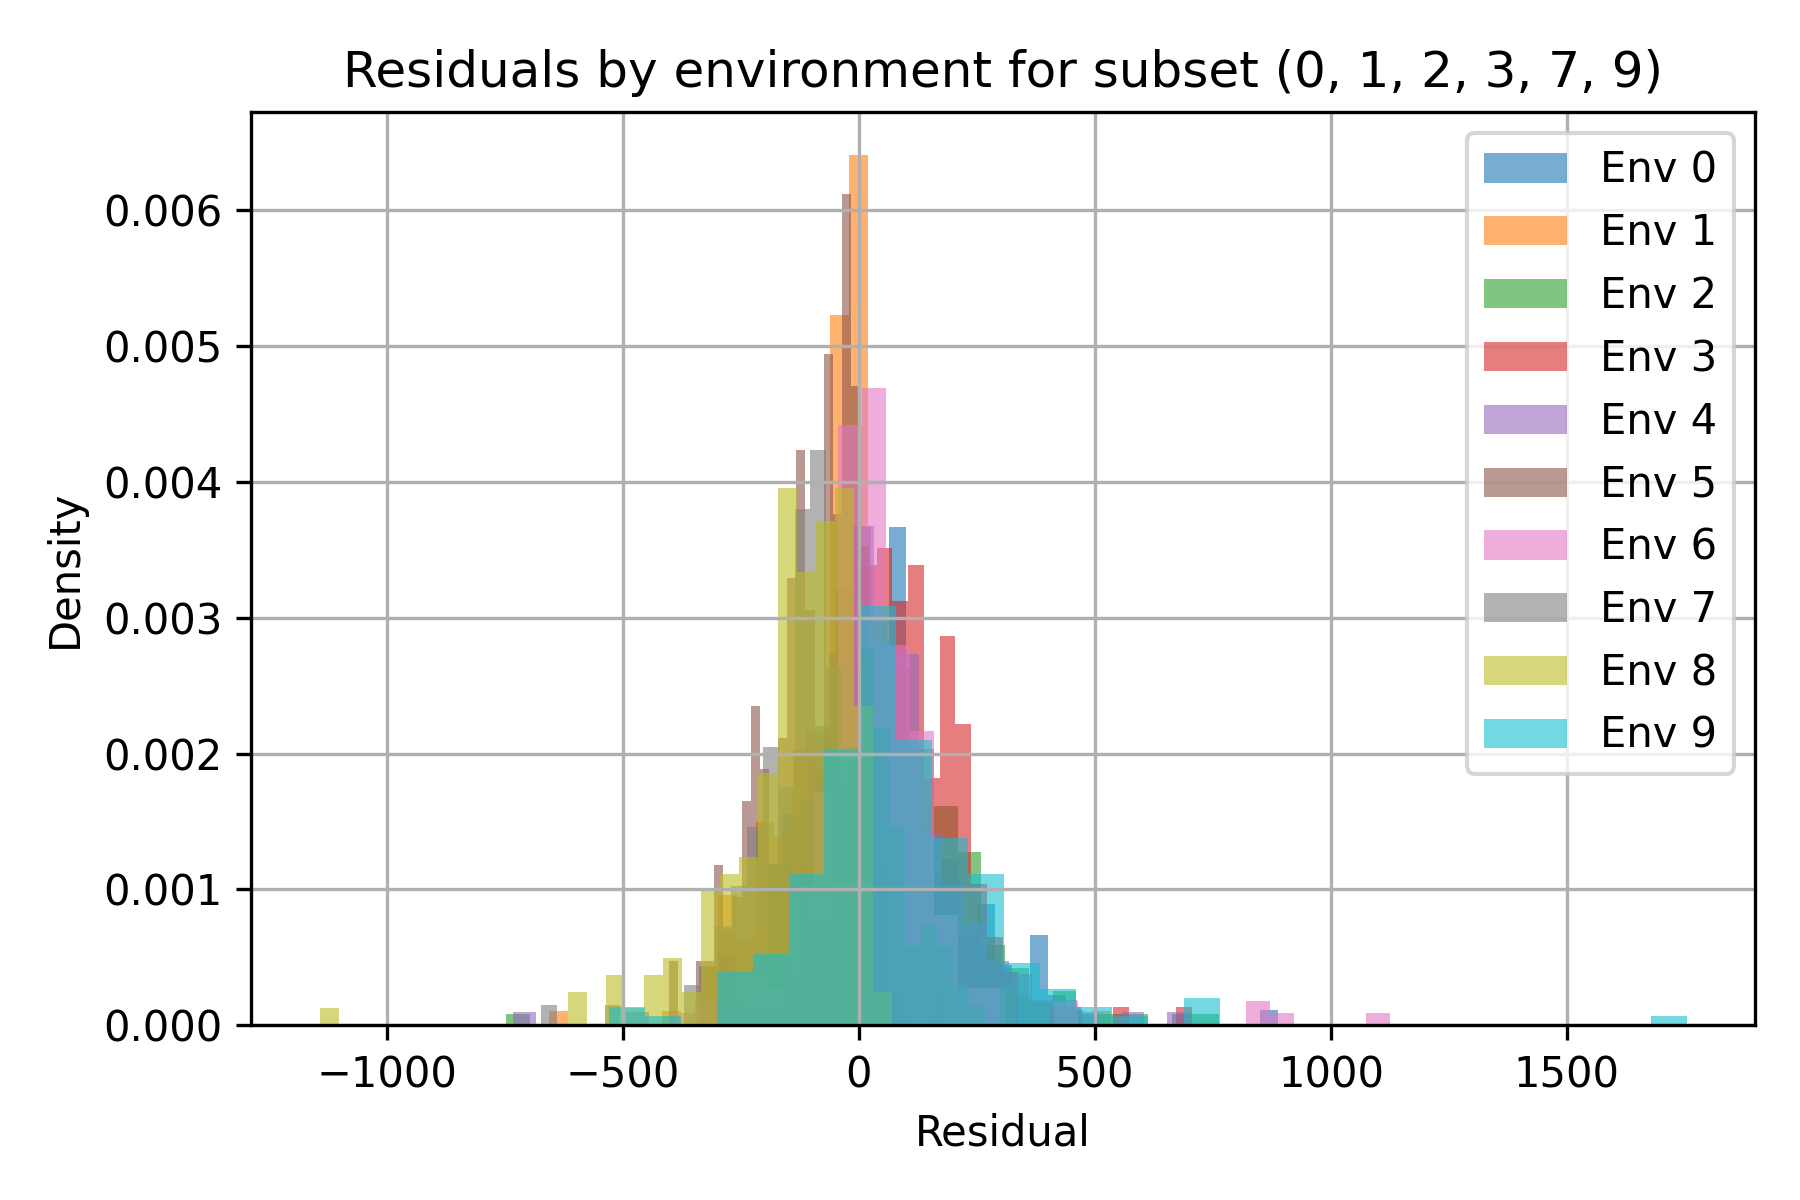 Residuals by environment for subset (0, 1, 2, 3, 7, 9)
Env 0
Env 1
Env 2
Env 3
Env 4
Env 5
Env 6
Env 7
Env 8
Env 9
Density
0.006
0.005
0.004
0.003
0.002
0.001
0.000
−1000 −500 0 500 1000 1500
Residual